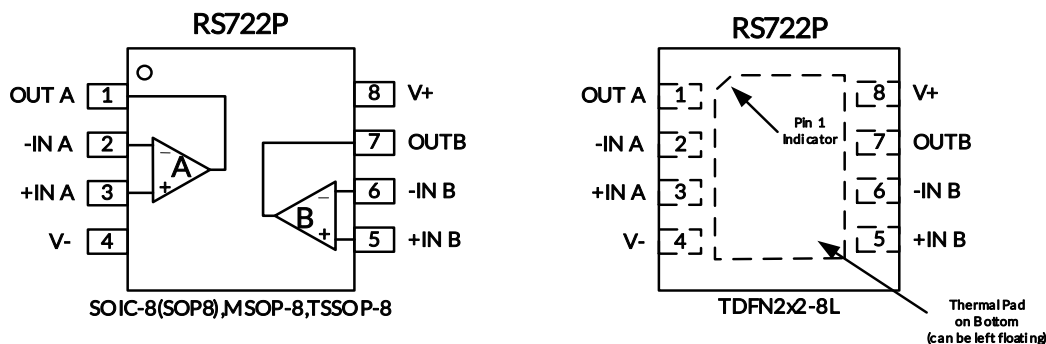 RS722P
OUT A 1
8 V+
-IN A 2
7 OUTB
+IN A 3
6 -IN B
V- 4
5 +IN B
− A +
− B +
SOIC-8(SOP8),MSOP-8,TSSOP-8
RS722P
OUT A 1
8 V+
Pin 1
Indicator
-IN A 2
7 OUTB
+IN A 3
6 -IN B
V- 4
5 +IN B
TDFN2x2-8L
Thermal Pad
on Bottom
(can be left floating)